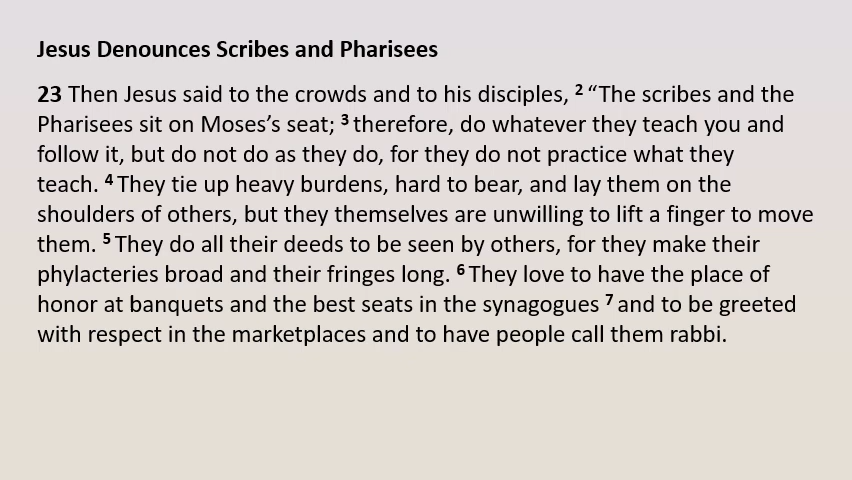 Jesus Denounces Scribes and Pharisees
23 Then Jesus said to the crowds and to his disciples, 2 “The scribes and the
Pharisees sit on Moses’s seat; 3 therefore, do whatever they teach you and
follow it, but do not do as they do, for they do not practice what they
teach. 4 They tie up heavy burdens, hard to bear, and lay them on the
shoulders of others, but they themselves are unwilling to lift a finger to move
them. 5 They do all their deeds to be seen by others, for they make their
phylacteries broad and their fringes long. 6 They love to have the place of
honor at banquets and the best seats in the synagogues 7 and to be greeted
with respect in the marketplaces and to have people call them rabbi.